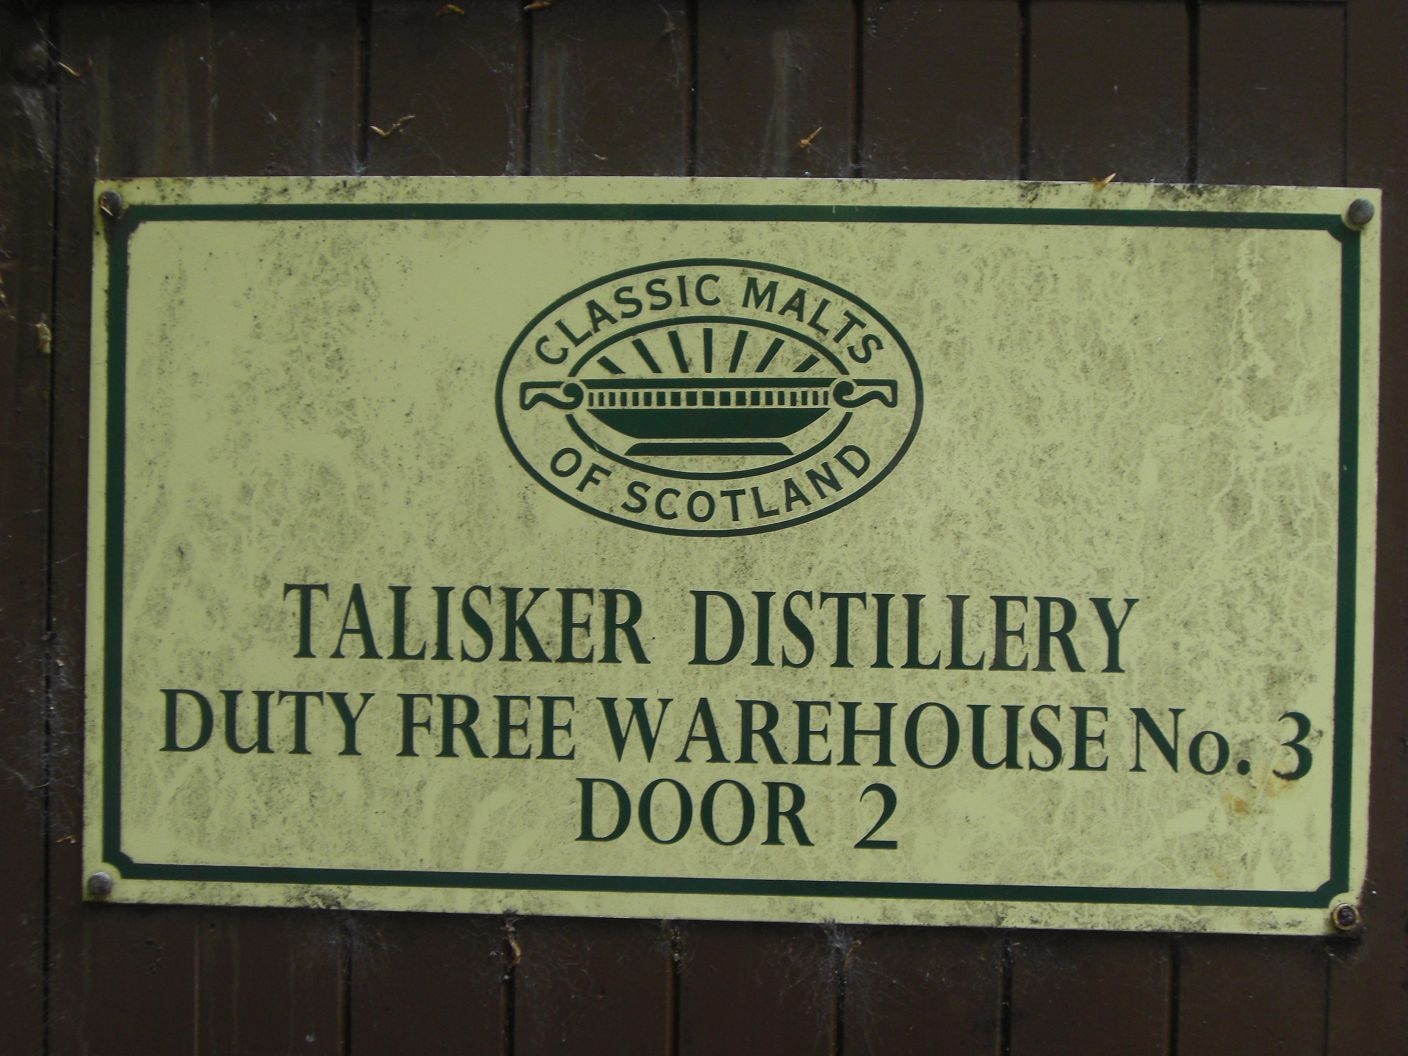 CLASSIC MALTS
OF SCOTLAND
TALISKER DISTILLERY
DUTY FREE WAREHOUSE No. 3
DOOR 2